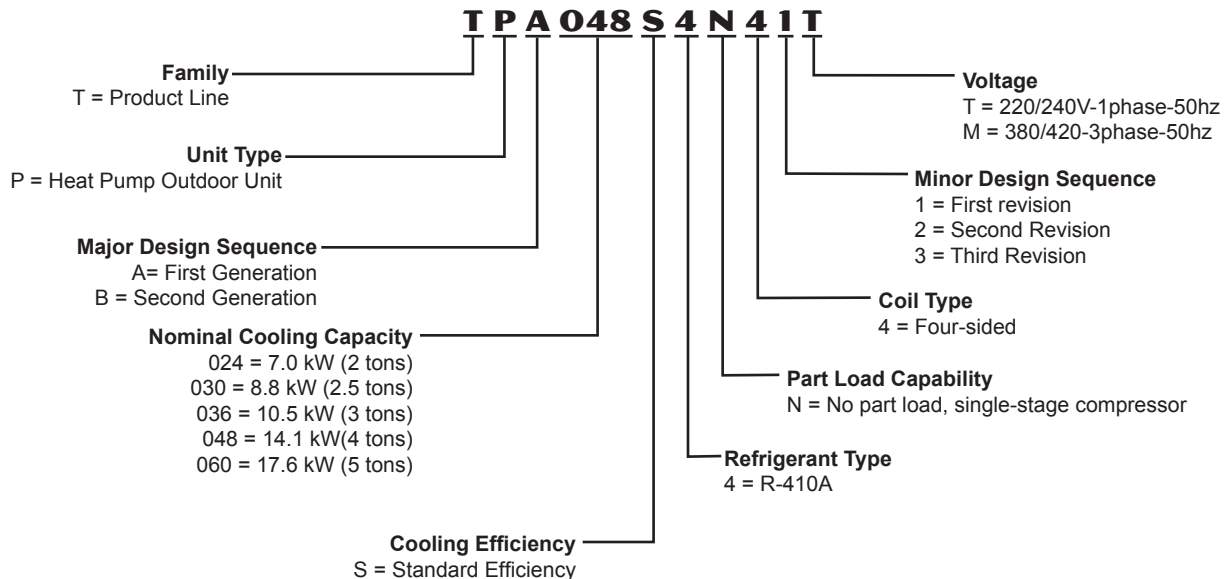 T P A 048 S 4 N 4 1 T
Family
T = Product Line
Unit Type
P = Heat Pump Outdoor Unit
Major Design Sequence
A= First Generation
B = Second Generation
Nominal Cooling Capacity
024 = 7.0 kW (2 tons)
030 = 8.8 kW (2.5 tons)
036 = 10.5 kW (3 tons)
048 = 14.1 kW(4 tons)
060 = 17.6 kW (5 tons)
Cooling Efficiency
S = Standard Efficiency
Voltage
T = 220/240V-1phase-50hz
M = 380/420-3phase-50hz
Minor Design Sequence
1 = First revision
2 = Second Revision
3 = Third Revision
Coil Type
4 = Four-sided
Part Load Capability
N = No part load, single-stage compressor
Refrigerant Type
4 = R-410A